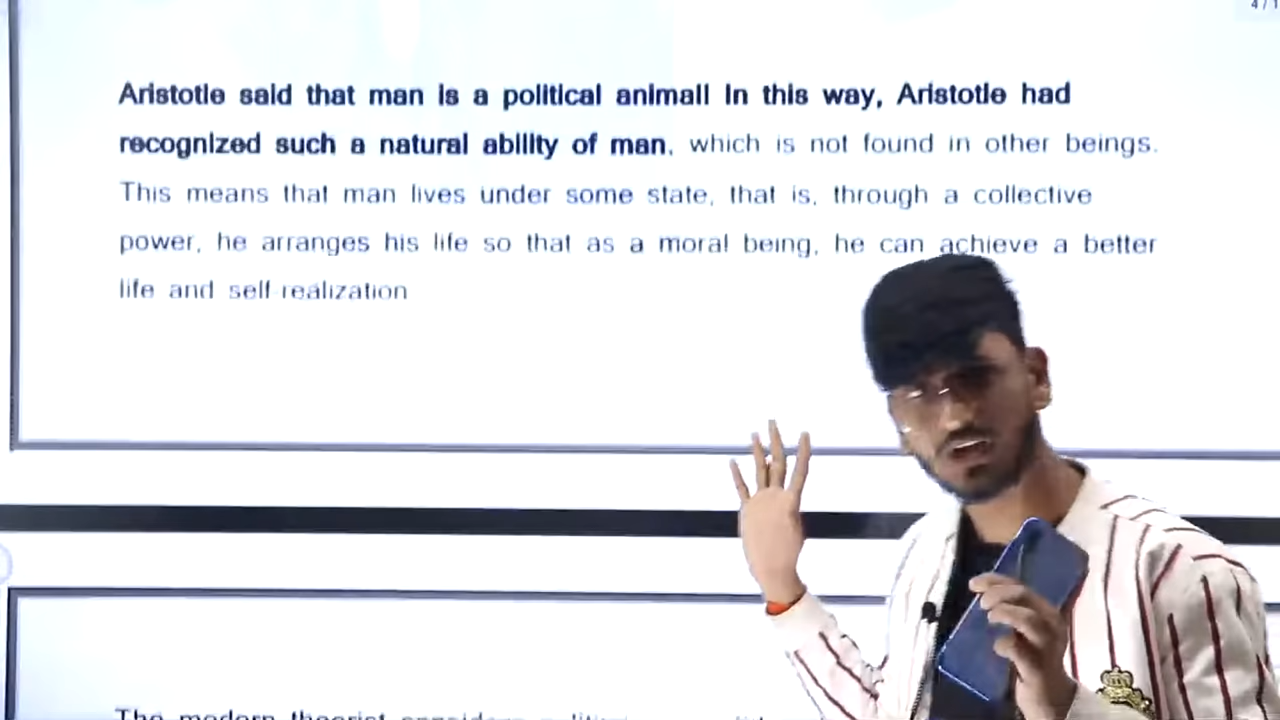 4 / 1
Aristotle said that man is a political animall In this way, Aristotle had
recognized such a natural ability of man, which is not found in other beings.
This means that man lives under some state, that is, through a collective
power, he arranges his life so that as a moral being, he can achieve a better
life and self-realization
The modern theorist